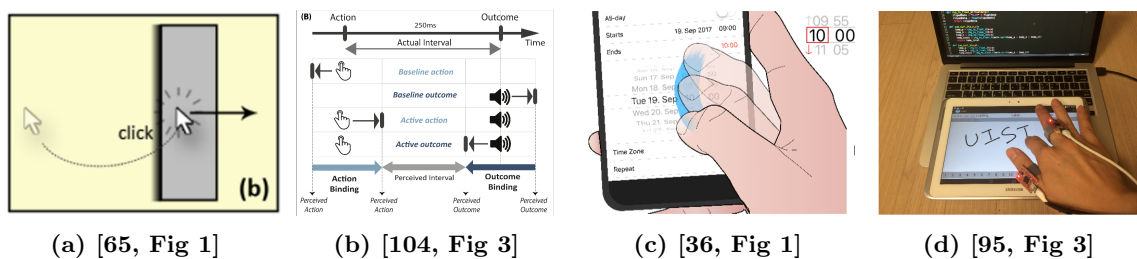 click
(b)
(B)
Action
Outcome
250ms
Time
Actual Interval
Baseline action
Baseline outcome
Active action
Active outcome
Action
Binding
Perceived Interval
Outcome
Binding
Perceived
Action
Perceived
Action
Perceived
Outcome
Perceived
Outcome
All-day
Starts
19. Sep 2017 09:00
Ends
10:00
Sun 17. Sep
Mon 18. Sep
Tue 19. Sep
Wed 20. Sep
Thu 21. Sep
Time Zone
Repeat
↑09 55
10 00
↓11 05
UIST
(a) [65, Fig 1]
(b) [104, Fig 3]
(c) [36, Fig 1]
(d) [95, Fig 3]